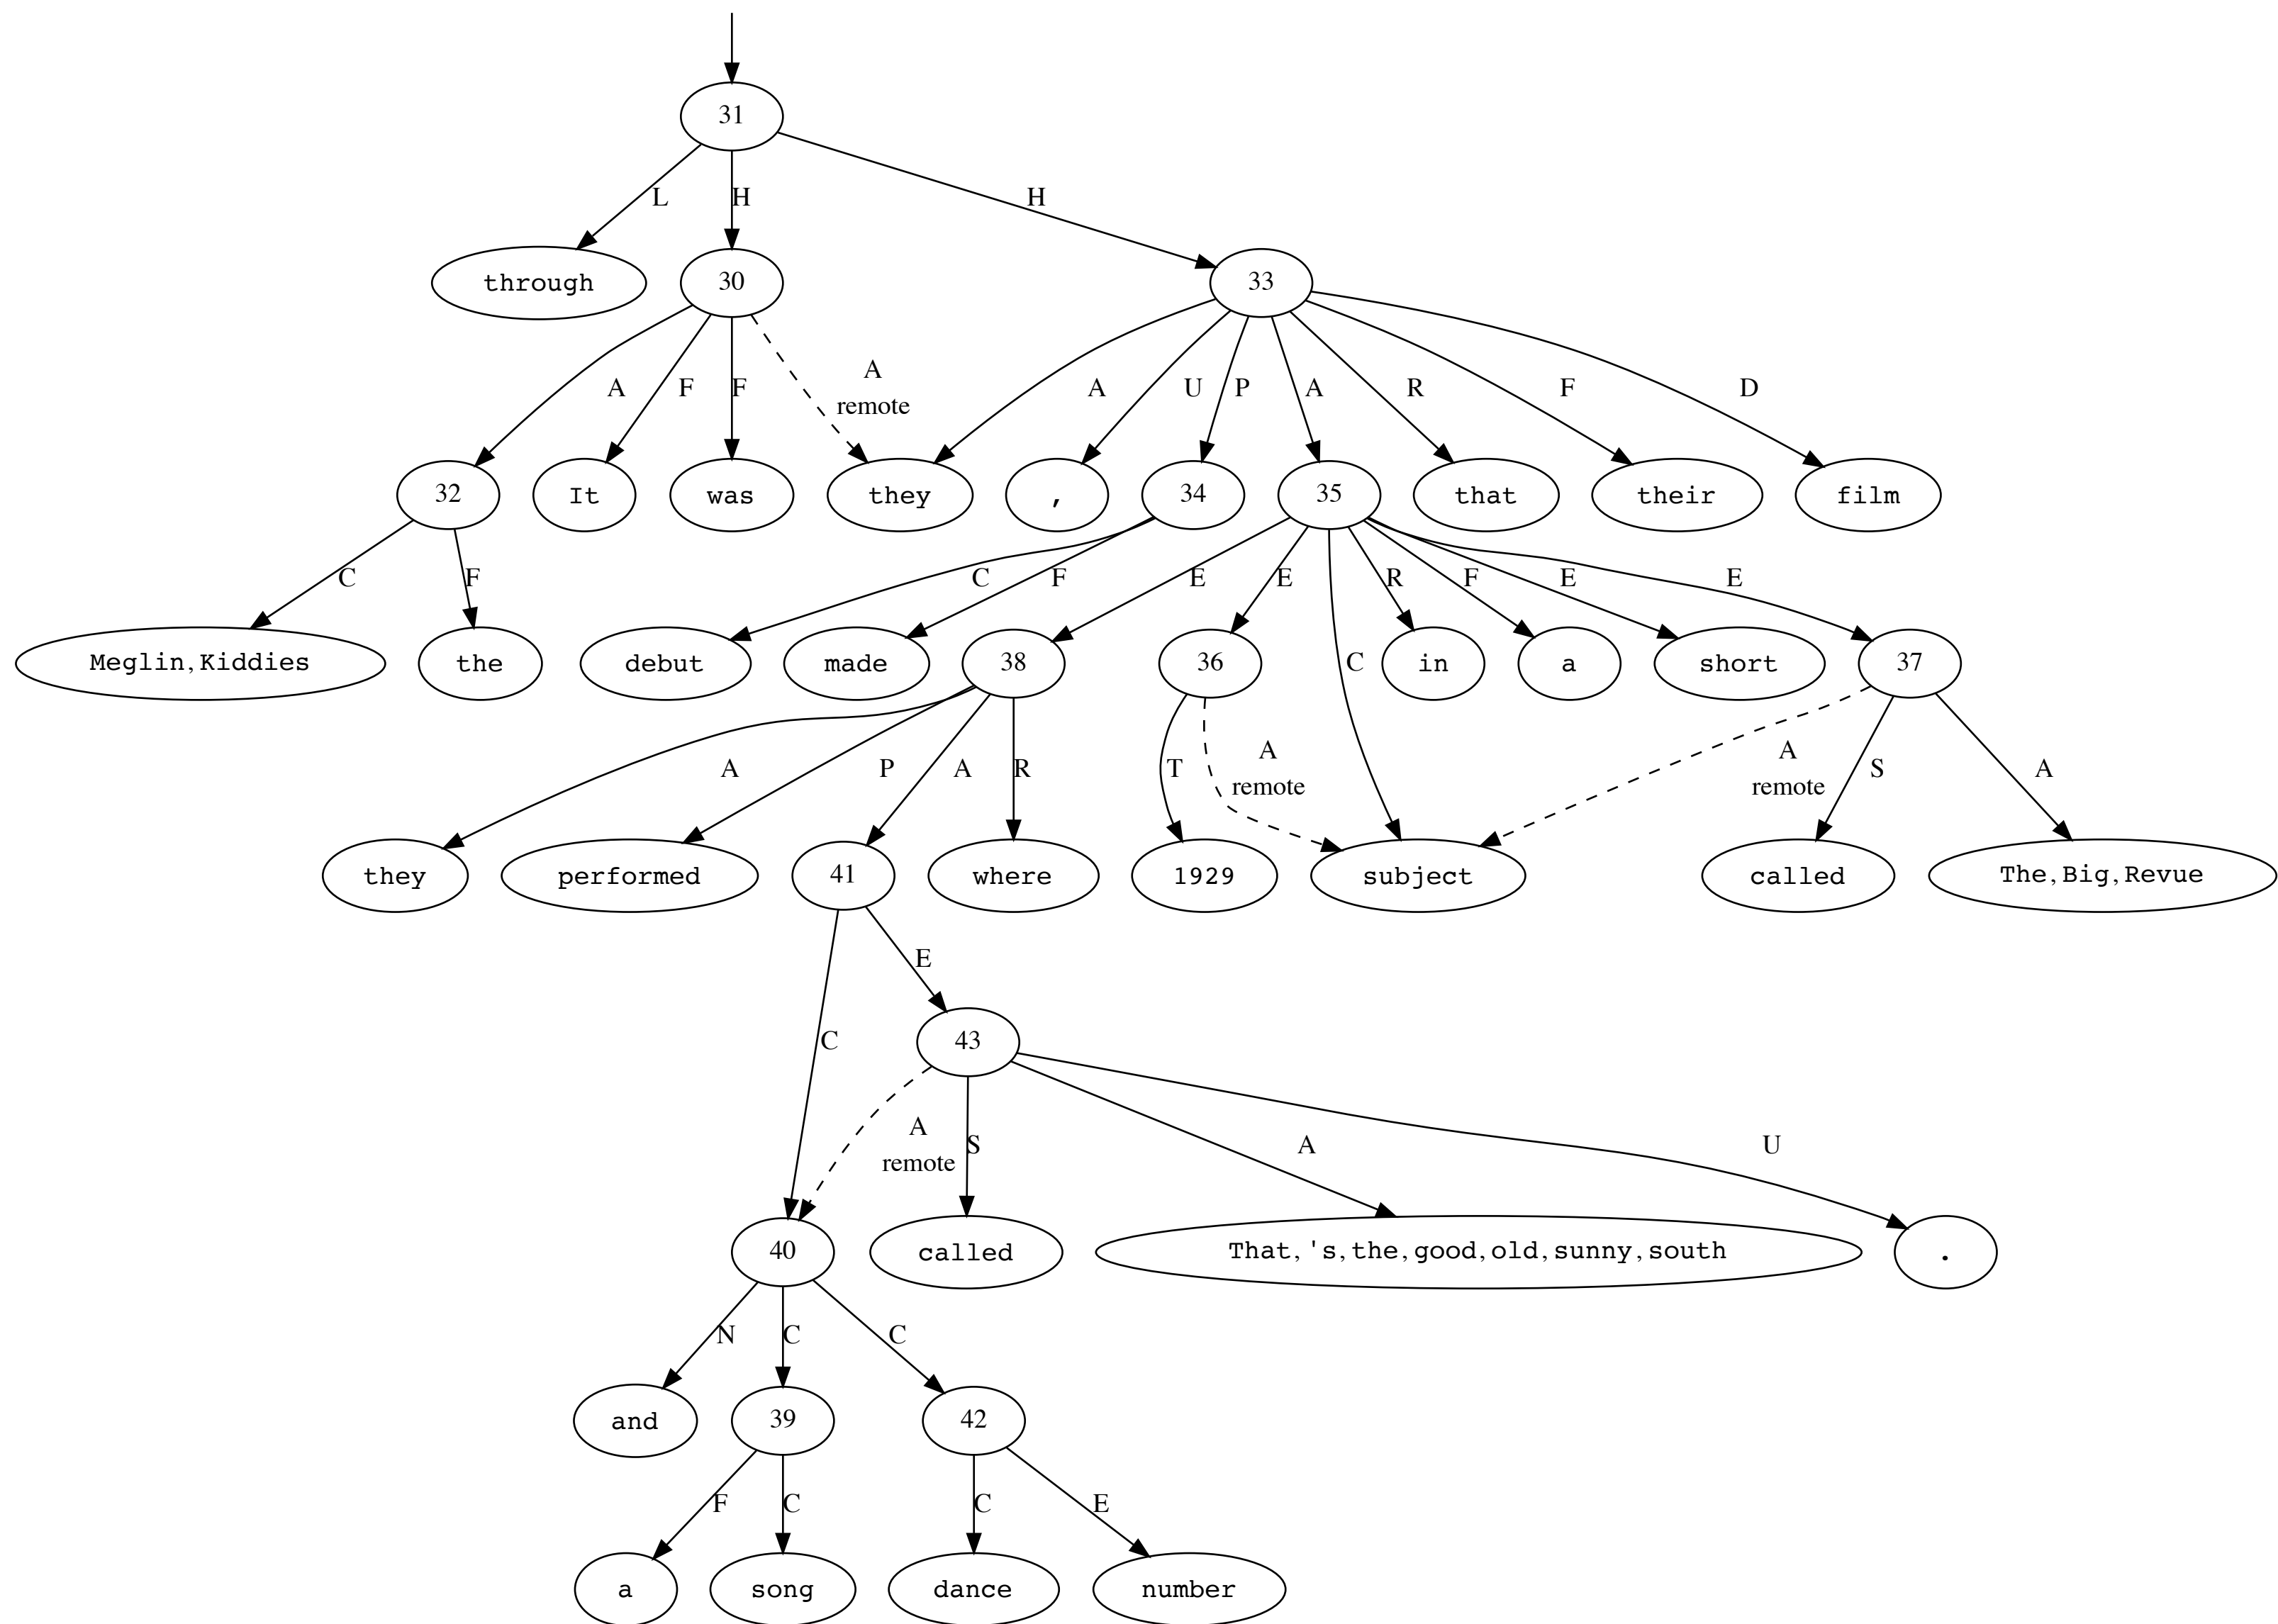 31
L H H
through 30 33
A F F A remote A U P A R F D
32 It was they , 34 35 that their film
C F C F E E C R F E E
Meglin,Kiddies the debut made 38 36 in a short 37
A P A R T A remote A remote S A
they performed 41 where 1929 subject called The,Big,Revue
E
43
C
A remote S A U
40 called That,'s,the,good,old,sunny,south .
N C C
and 39 42
F C C E
a song dance number